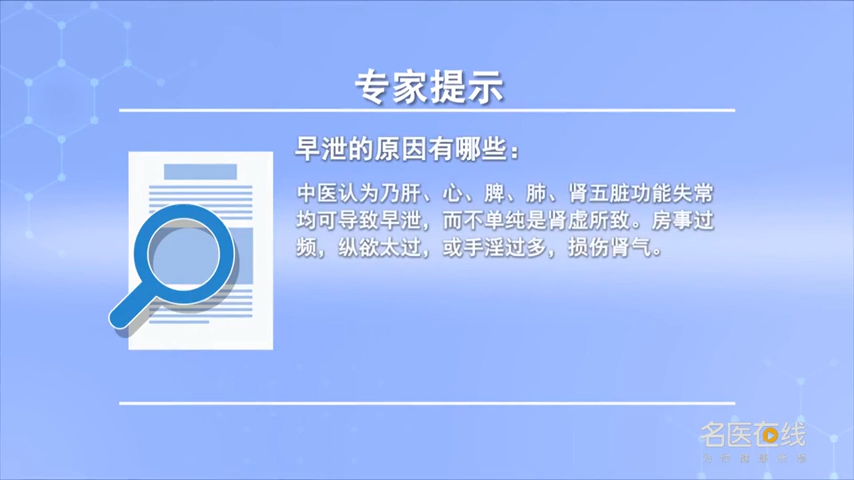 专家提示
早泄的原因有哪些：
中医认为乃肝、心、脾、肺、肾五脏功能失常
均可导致早泄，而不单纯是肾虚所致。房事过
频，纵欲太过，或手淫过多，损伤肾气。
名医在线